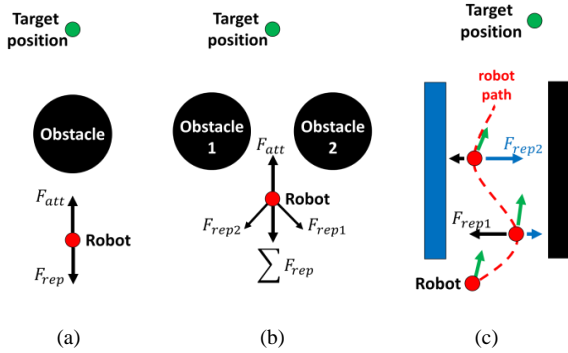 Target
position
Obstacle
F_att
Robot
F_rep
(a)
Target
position
Obstacle
1
Obstacle
2
F_att
Robot
F_rep2
F_rep1
∑ F_rep
(b)
Target
position
robot
path
F_rep2
F_rep1
Robot
(c)